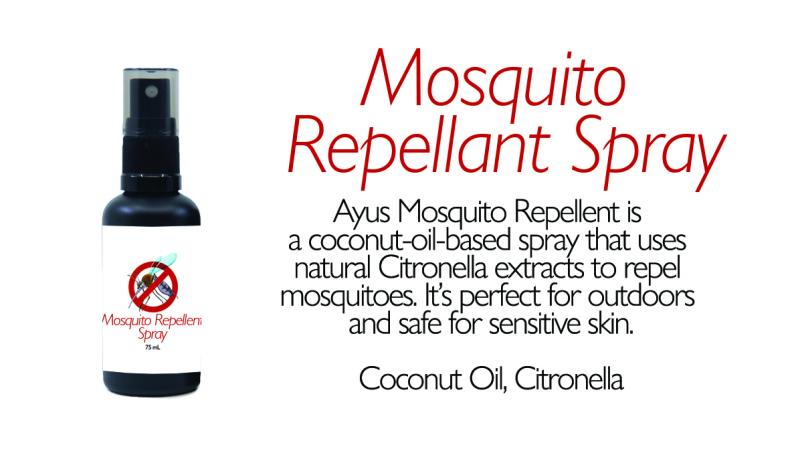 Mosquito
Repellant Spray
Ayus Mosquito Repellent is
a coconut-oil-based spray that uses
natural Citronella extracts to repel
mosquitoes. It's perfect for outdoors
and safe for sensitive skin.
Coconut Oil, Citronella
Mosquito Repellent
Spray
75 mL